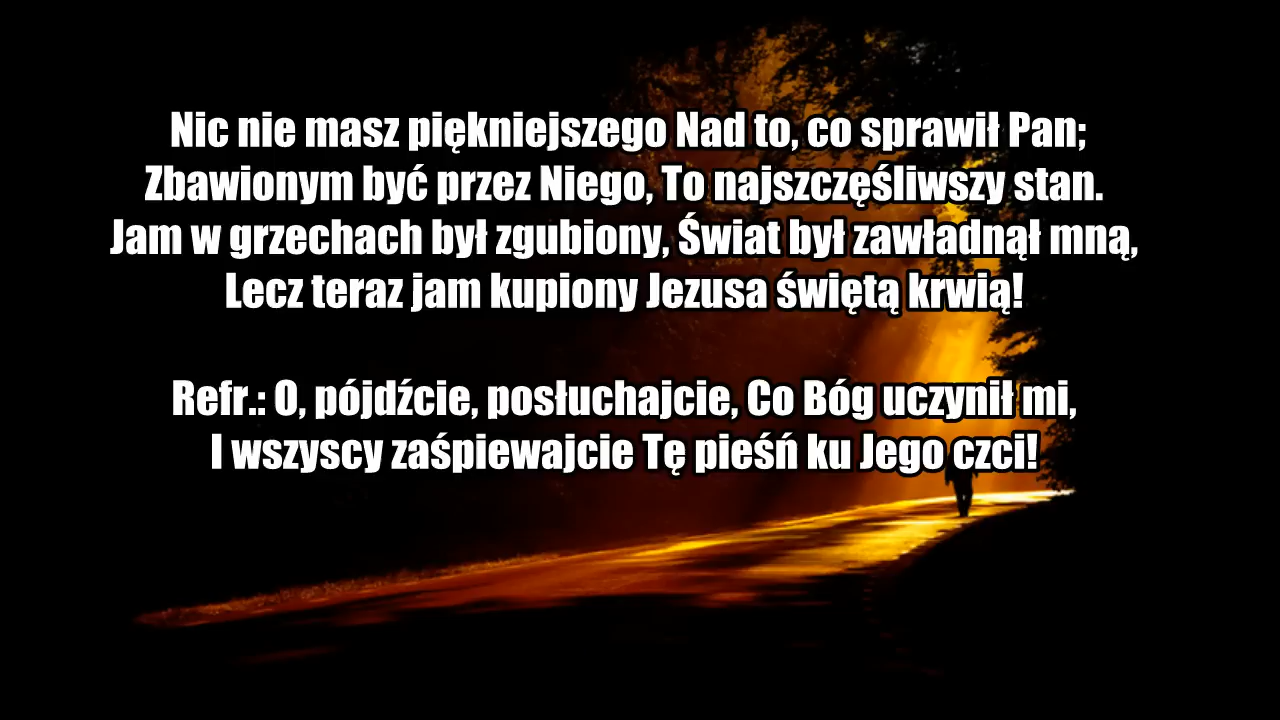 Nic nie masz piękniejszego Nad to, co sprawił Pan;
Zbawionym być przez Niego, To najszczęśliwszy stan.
Jam w grzechach był zgubiony, Świat był zawładnął mną,
Lecz teraz jam kupiony Jezusa świętą krwią!
Refr.: O, pójdźcie, posłuchajcie, Co Bóg uczynił mi,
I wszyscy zaśpiewajcie Tę pieśń ku Jego czci!